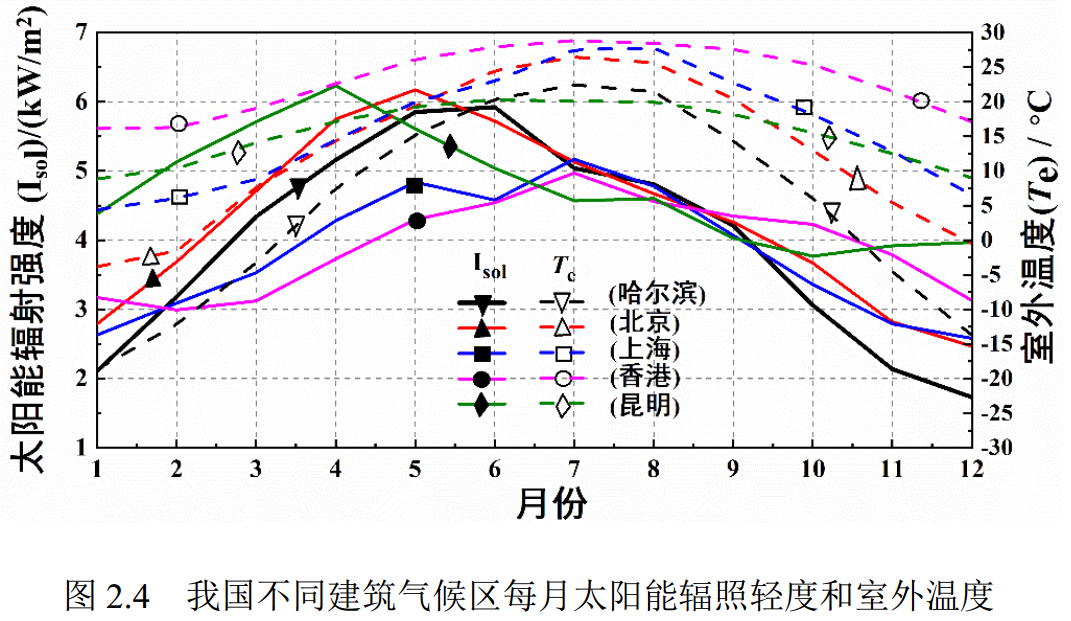 太阳能辐射强度 (Isol)/(kW/m²)
7
6
5
4
3
2
1
30
25
20
15
10
5
0
-5
-10
-15
-20
-25
-30
室外温度(Te) / °C
Isol Tc
(哈尔滨)
(北京)
(上海)
(香港)
(昆明)
1 2 3 4 5 6 7 8 9 10 11 12
月份
图 2.4 我国不同建筑气候区每月太阳能辐照轻度和室外温度